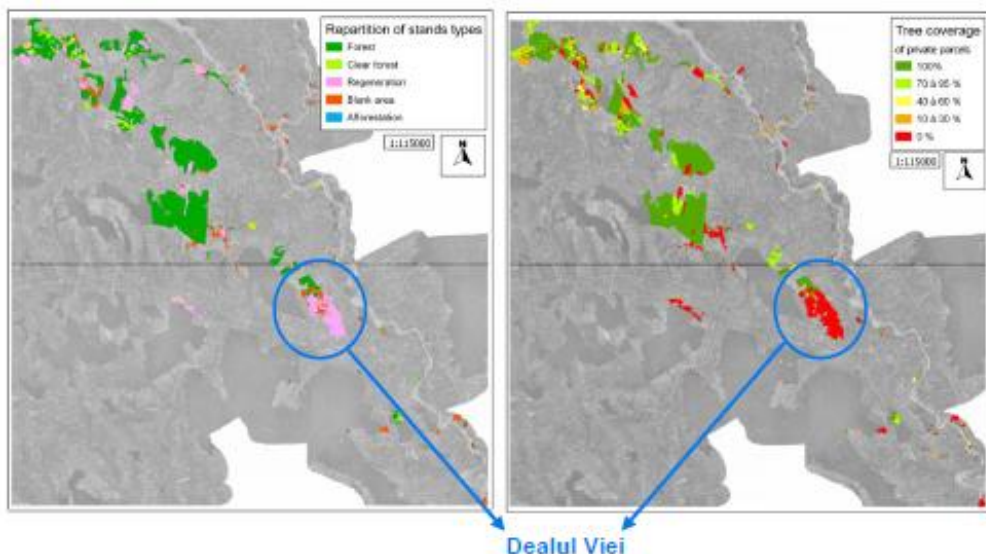 Repartition of stands types
Forest
Clear forest
Regeneration
Blank area
Afforestation
1:115000
N
Tree coverage
of private parcels
100%
70 à 95 %
40 à 60 %
10 à 30 %
0 %
1:115000
N
Dealul Viei